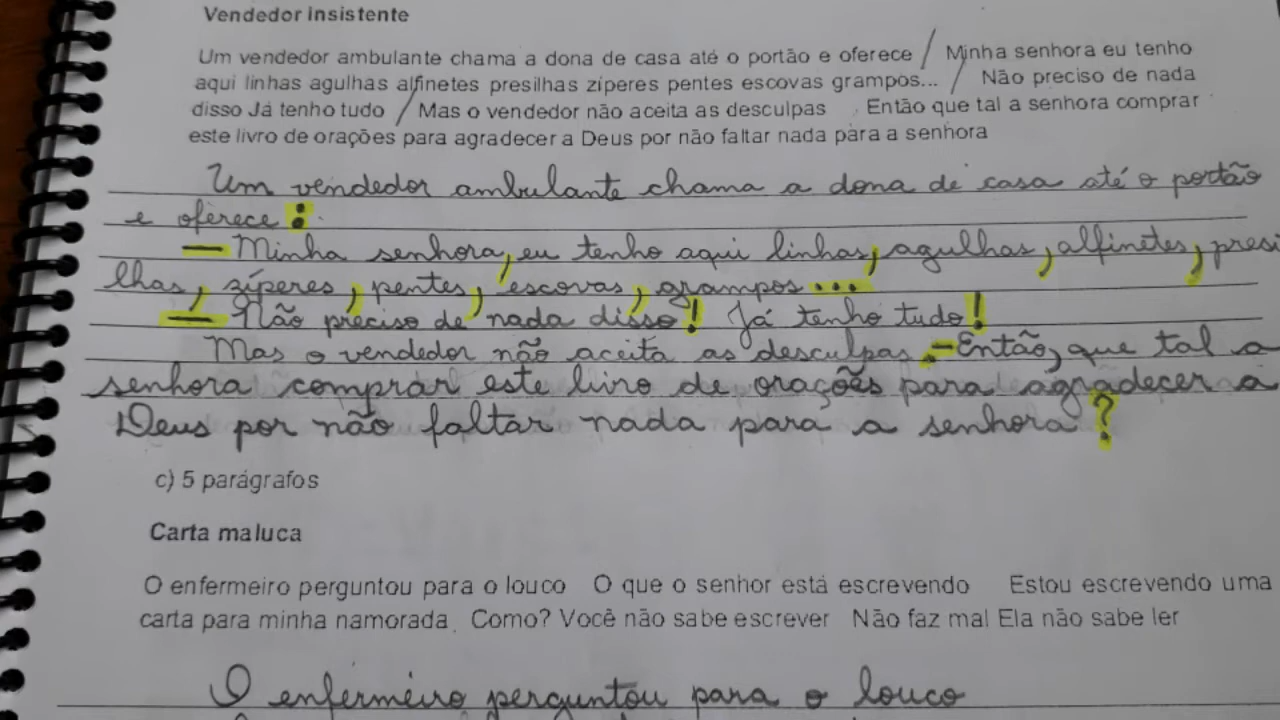 Vendedor insistente
Um vendedor ambulante chama a dona de casa até o portão e oferece / Minha senhora eu tenho
aqui linhas agulhas alfinetes presilhas zíperes pentes escovas grampos... / Não preciso de nada
disso Já tenho tudo / Mas o vendedor não aceita as desculpas Então que tal a senhora comprar
este livro de orações para agradecer a Deus por não faltar nada para a senhora
Um vendedor ambulante chama a dona de casa até o portão
e oferece :
— Minha senhora, eu tenho aqui linhas, agulhas, alfinetes, presi
lhas, zíperes, pentes, escovas, grampos ...
— Não preciso de nada disso! Já tenho tudo!
Mas o vendedor não aceita as desculpas. — Então, que tal a
senhora comprar este livro de orações para agradecer a
Deus por não faltar nada para a senhora ?
c) 5 parágrafos
Carta maluca
O enfermeiro perguntou para o louco O que o senhor está escrevendo Estou escrevendo uma
carta para minha namorada. Como? Você não sabe escrever Não faz mal Ela não sabe ler
O enfermeiro perguntou para o louco